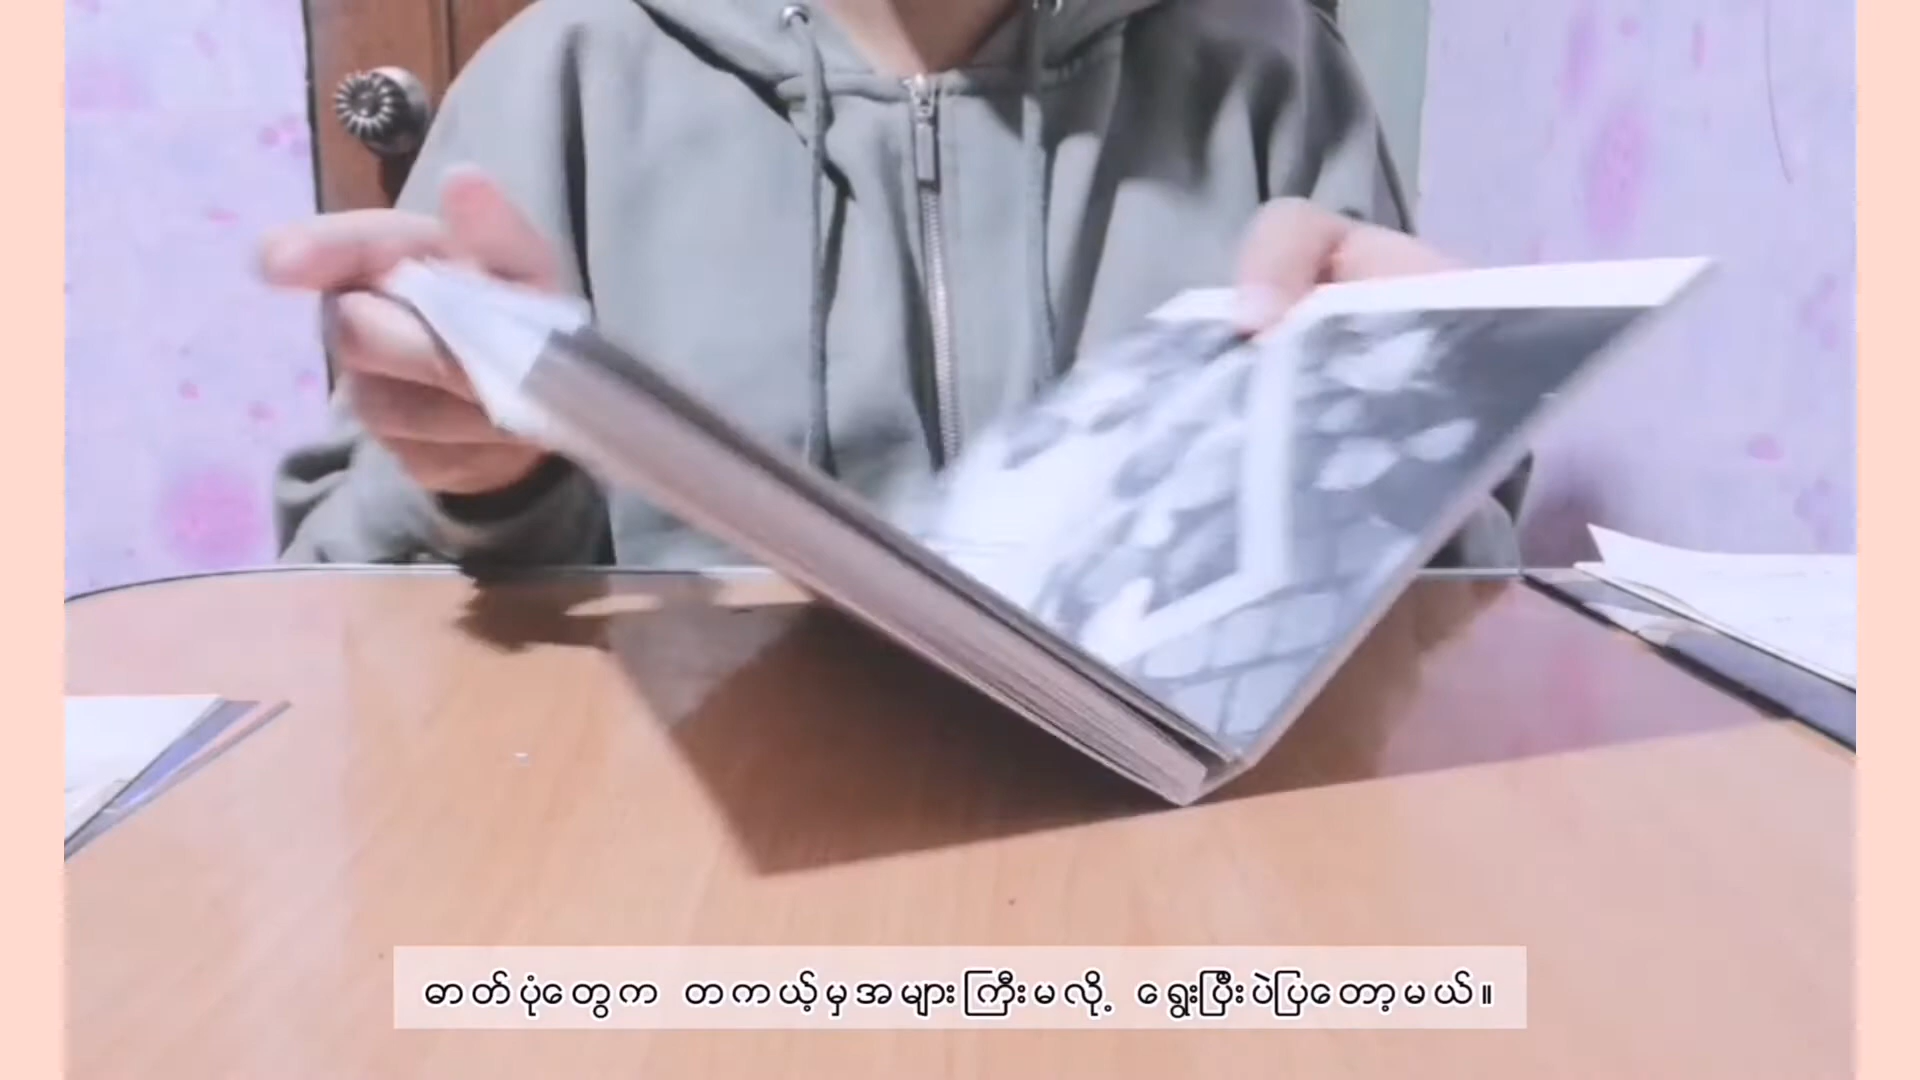 ဓာတ်ပုံတွေက တကယ့်မှအများကြီးမလို့ ရွေးပြီးပဲပြတော့မယ်။